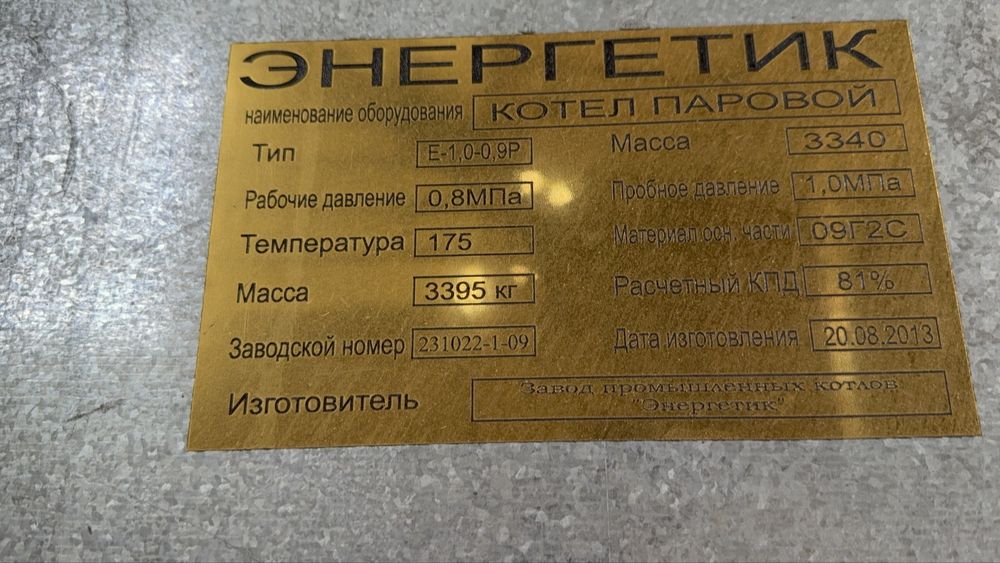 ЭНЕРГЕТИК
наименование оборудования КОТЕЛ ПАРОВОЙ
Тип Е-1,0-0,9Р Масса 3340
Рабочие давление 0,8МПа Пробное давление 1,0МПа
Температура 175 Материал осн. части 09Г2С
Масса 3395 кг Расчетный КПД 81%
Заводской номер 231022-1-09 Дата изготовления 20.08.2013
Изготовитель Завод промышленных котлов
"Энергетик"